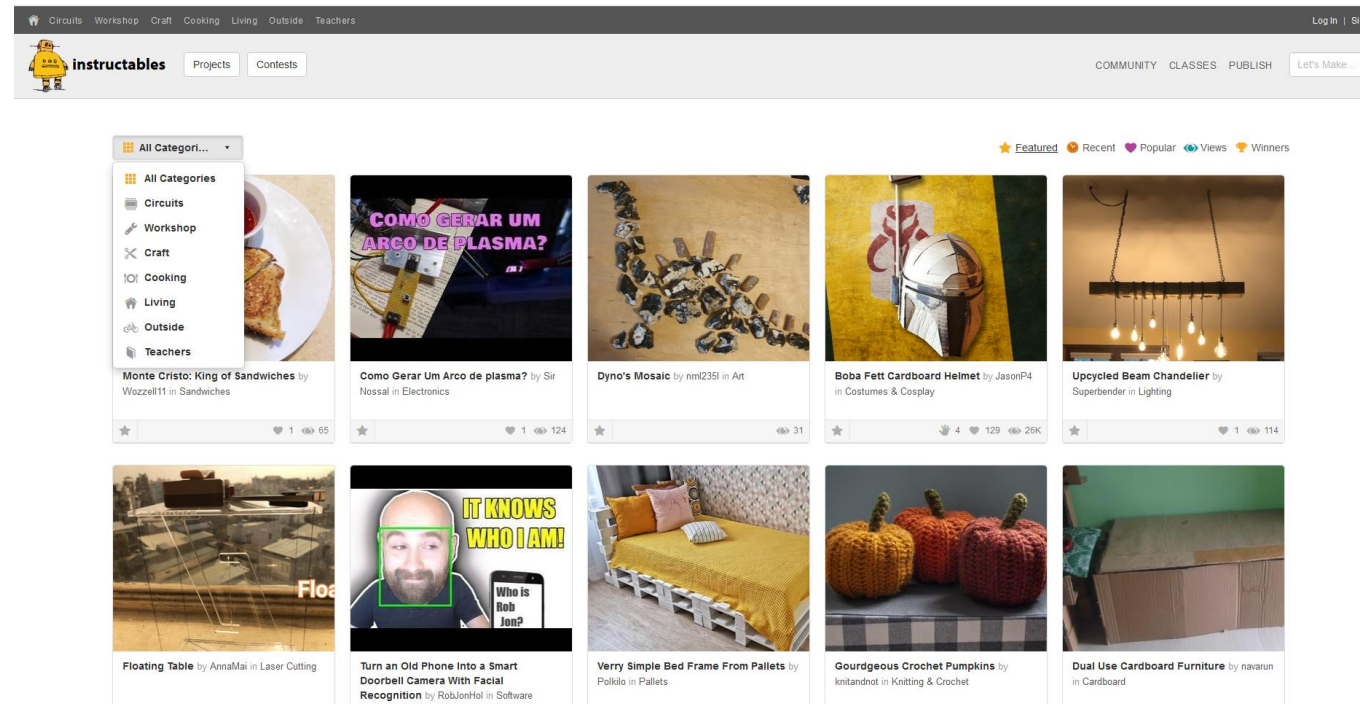 Circuits Workshop Craft Cooking Living Outside Teachers
Log In | Si
instructables
Projects
Contests
COMMUNITY CLASSES PUBLISH
Let's Make...
All Categori...
Featured Recent Popular Views Winners
All Categories
Circuits
Workshop
Craft
Cooking
Living
Outside
Teachers
COMO GERAR UM
ARCO DE PLASMA?
Monte Cristo: King of Sandwiches by
Wozzell11 in Sandwiches
1 65
Como Gerar Um Arco de plasma? by Sir
Nossal in Electronics
1 124
Dyno's Mosaic by nml235l in Art
31
Boba Fett Cardboard Helmet by JasonP4
in Costumes & Cosplay
4 129 26K
Upcycled Beam Chandelier by
Superbender in Lighting
1 114
Floa
IT KNOWS
WHO I AM!
Who is
Rob
Jon?
Floating Table by AnnaMai in Laser Cutting
Turn an Old Phone Into a Smart
Doorbell Camera With Facial
Recognition by RobJonHol in Software
Verry Simple Bed Frame From Pallets by
Polkilo in Pallets
Gourdgeous Crochet Pumpkins by
knitandnot in Knitting & Crochet
Dual Use Cardboard Furniture by navarun
in Cardboard